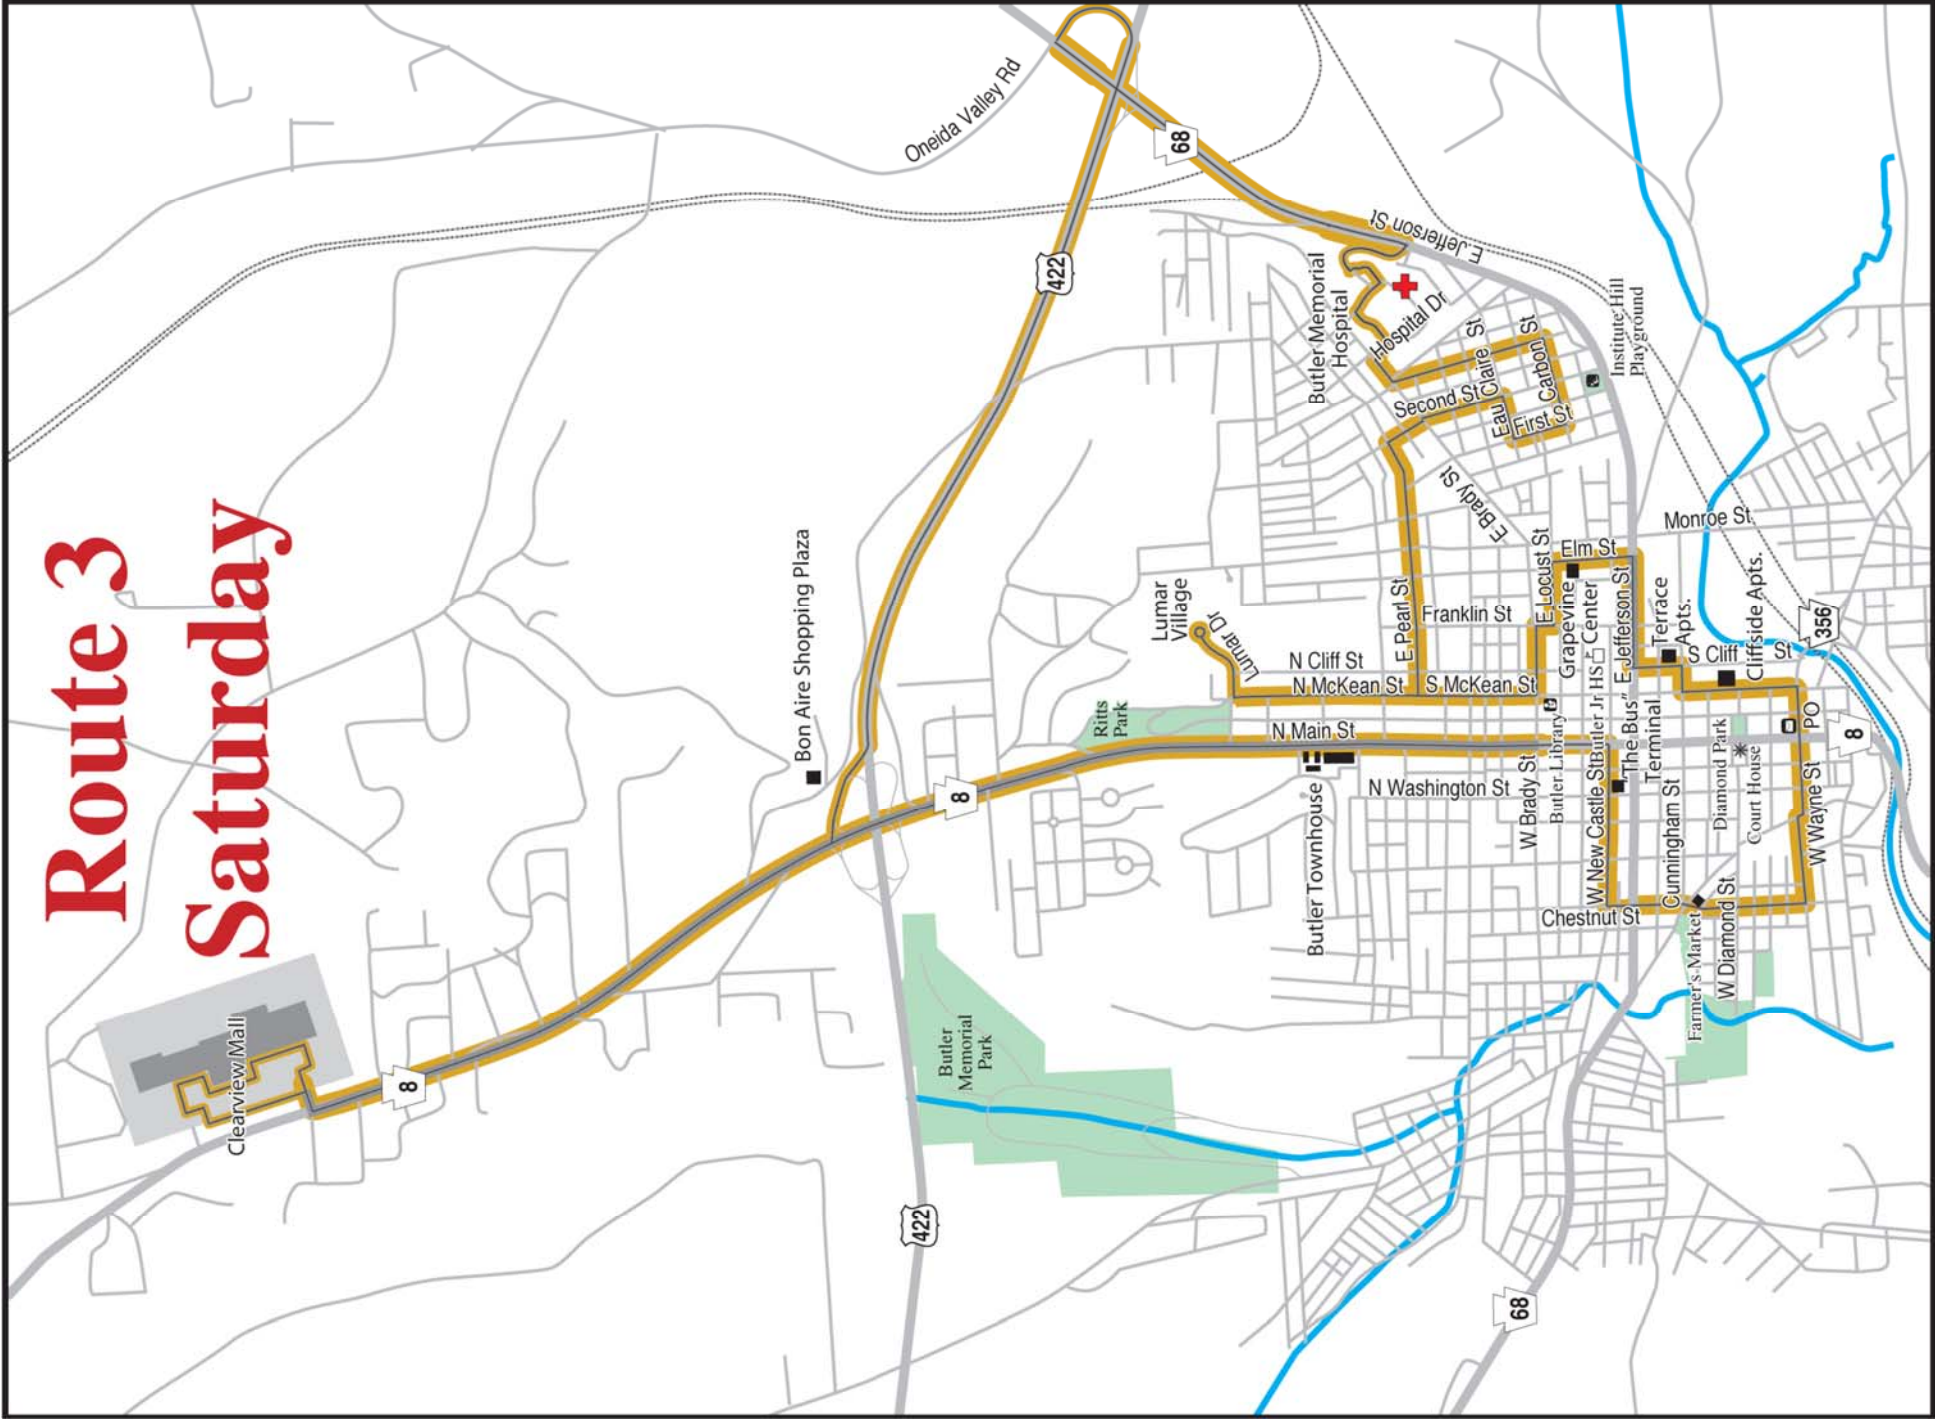 Route 3
Saturday
Clearview Mall
8
Bon Aire Shopping Plaza
422
Butler
Memorial
Park
8
Oneida Valley Rd
422
68
Ritts
Park
Lumar
Village
Lumar Dr
N Cliff St
N McKean St
N Main St
Butler Townhouse
N Washington St
Butler Memorial
Hospital
Hospital Dr
E Jefferson St
E Pearl St
Second St
Eau Claire St
First St
Carbon St
E Brady St
Franklin St
S McKean St
W Brady St
E Locust St
Elm St
Grapevine
Center
Butler Library
Butler Jr HS
W New Castle St
Chestnut St
"The Bus"
Terminal
E Jefferson St
Institute Hill
Playground
Terrace
Apts.
Monroe St
S Cliff St
Cliffside Apts.
Cunningham St
Farmer's Market
Diamond Park
W Diamond St
Court House
PO
W Wayne St
356
8
68